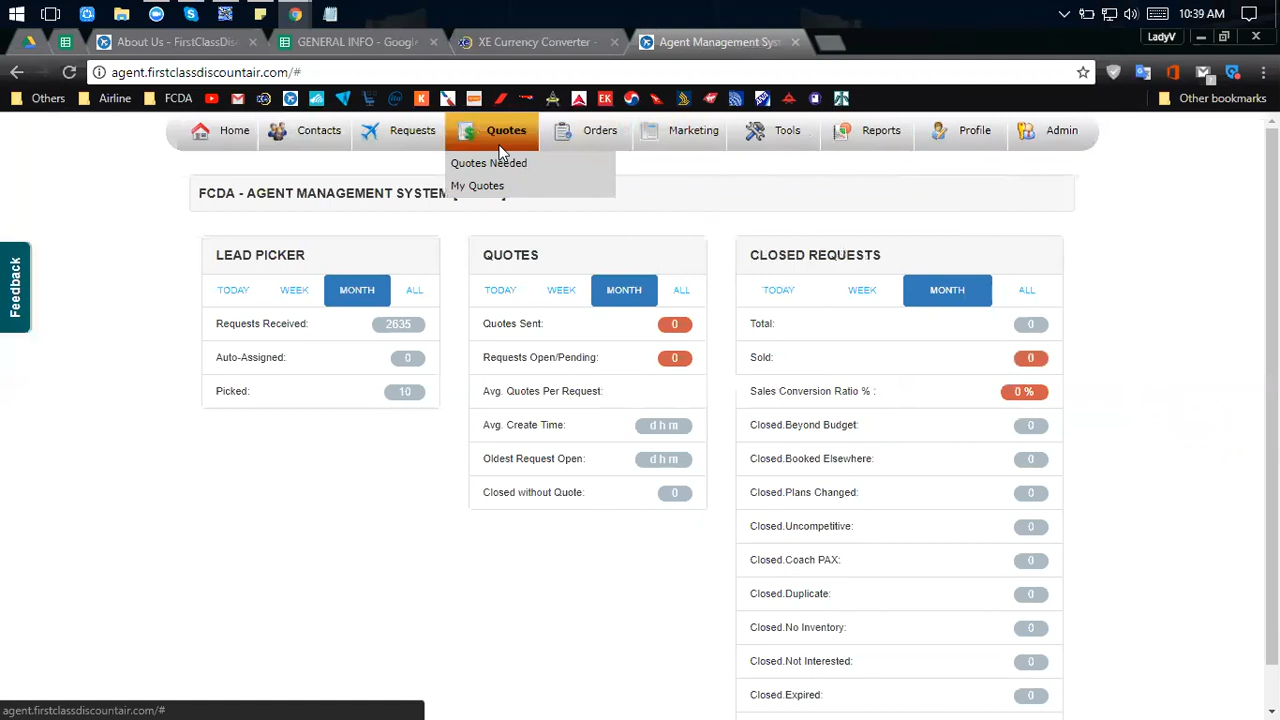 10:39 AM
About Us - FirstClassDis
GENERAL INFO - Google
XE Currency Converter -
Agent Management Sys
LadyV
agent.firstclassdiscountair.com/#
Others
Airline
FCDA
EK
Other bookmarks
Home
Contacts
Requests
Quotes
Orders
Marketing
Tools
Reports
Profile
Admin
Quotes Needed
My Quotes
FCDA - AGENT MANAGEMENT SYSTEM
Feedback
LEAD PICKER
TODAY WEEK MONTH ALL
Requests Received: 2635
Auto-Assigned: 0
Picked: 10
QUOTES
TODAY WEEK MONTH ALL
Quotes Sent: 0
Requests Open/Pending: 0
Avg. Quotes Per Request:
Avg. Create Time: d h m
Oldest Request Open: d h m
Closed without Quote: 0
CLOSED REQUESTS
TODAY WEEK MONTH ALL
Total: 0
Sold: 0
Sales Conversion Ratio % : 0 %
Closed.Beyond Budget: 0
Closed.Booked Elsewhere: 0
Closed.Plans Changed: 0
Closed.Uncompetitive: 0
Closed.Coach PAX: 0
Closed.Duplicate: 0
Closed.No Inventory: 0
Closed.Not Interested: 0
Closed.Expired: 0
agent.firstclassdiscountair.com/#